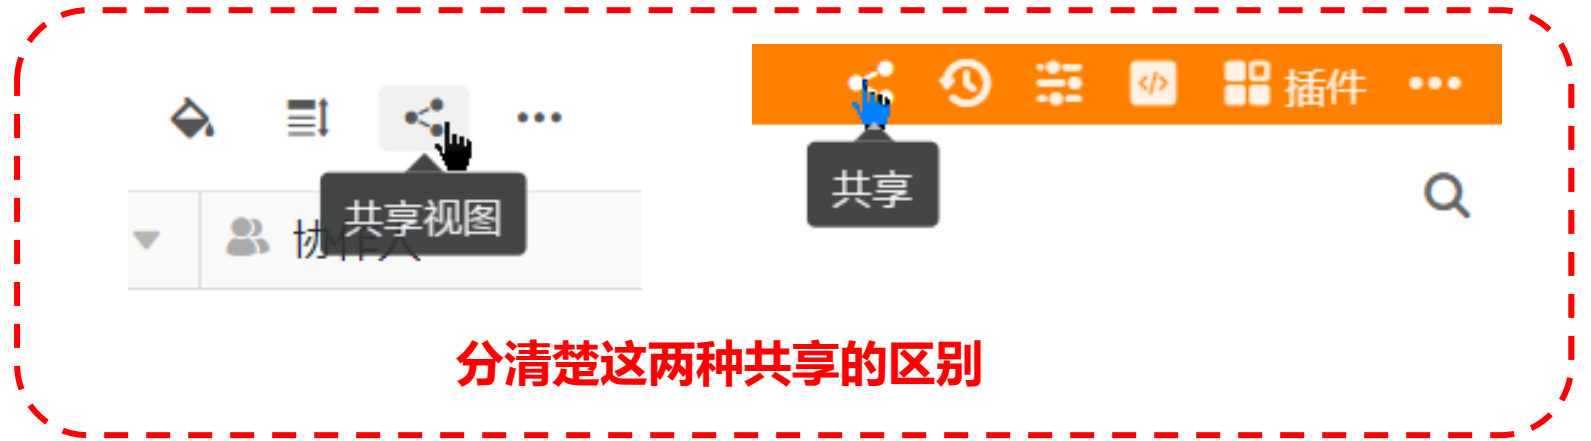 插件
共享
共享视图
协作人
分清楚这两种共享的区别